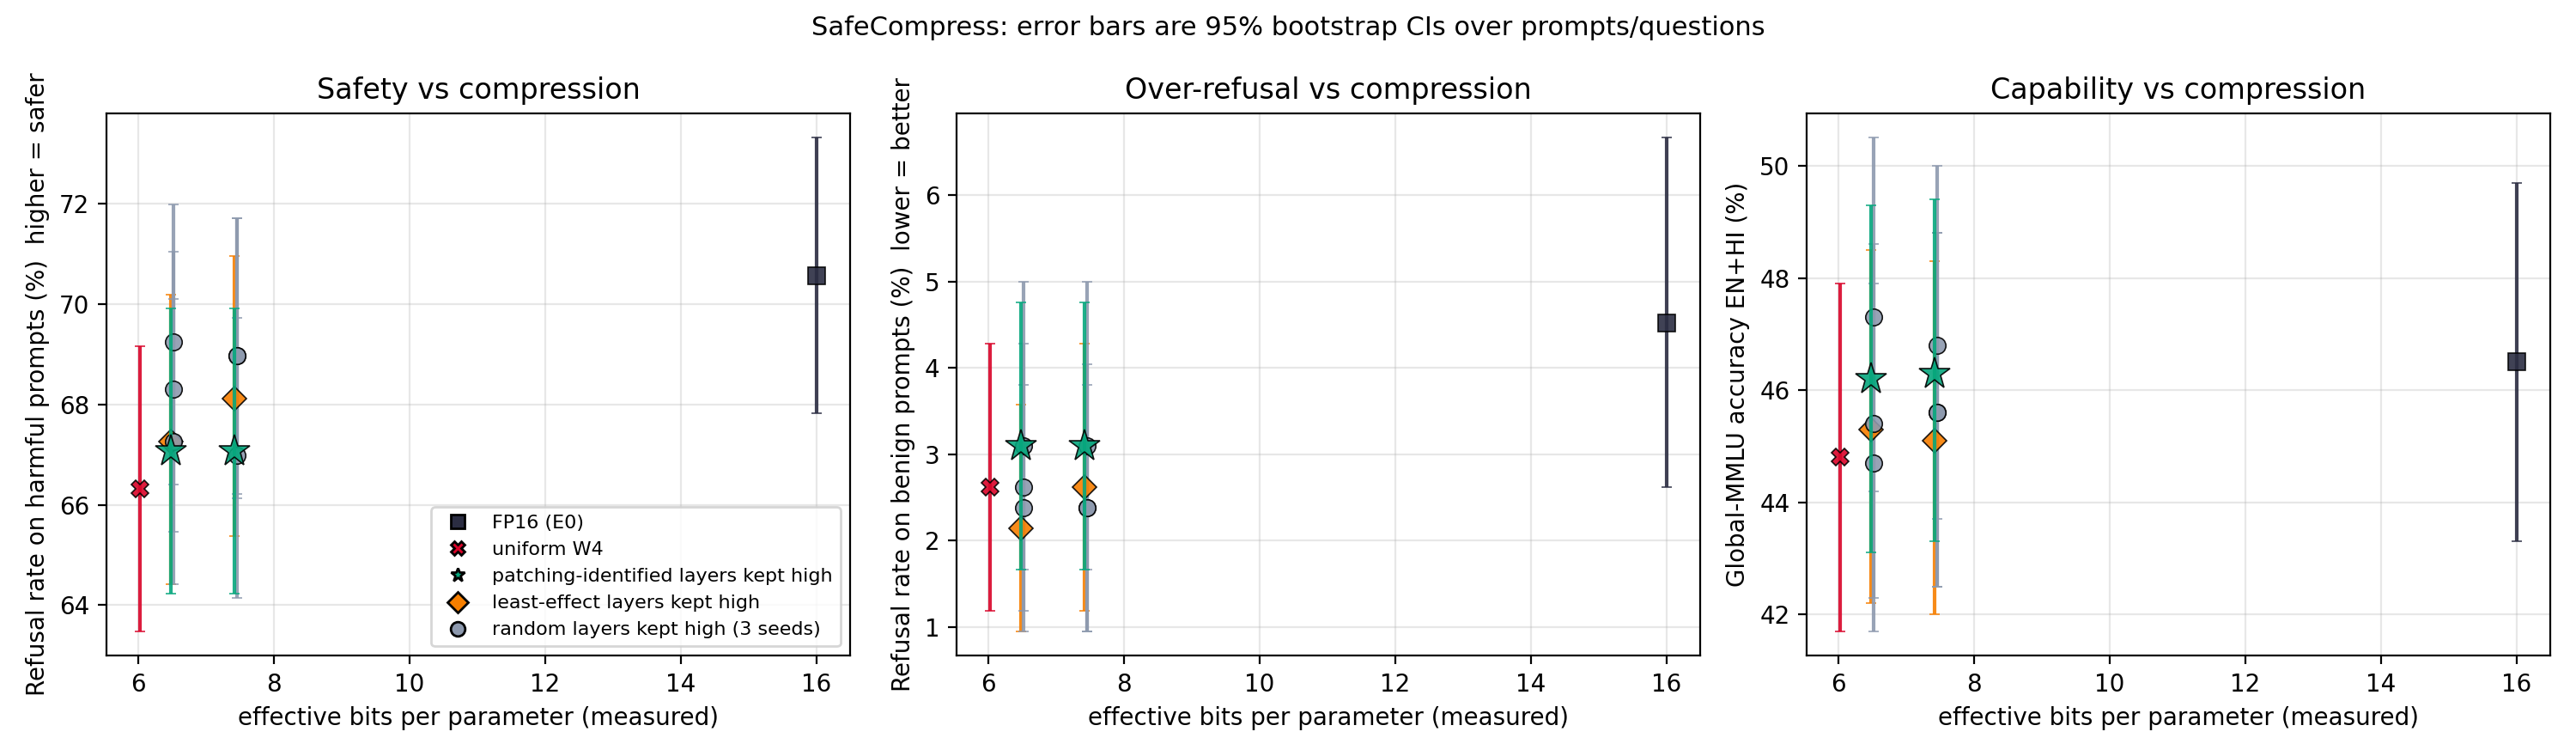 SafeCompress: error bars are 95% bootstrap CIs over prompts/questions
Safety vs compression
Refusal rate on harmful prompts (%)  higher = safer
72
70
68
66
64
6 8 10 12 14 16
effective bits per parameter (measured)
FP16 (E0)
uniform W4
patching-identified layers kept high
least-effect layers kept high
random layers kept high (3 seeds)
Over-refusal vs compression
Refusal rate on benign prompts (%)  lower = better
6
5
4
3
2
1
6 8 10 12 14 16
effective bits per parameter (measured)
Capability vs compression
Global-MMLU accuracy EN+HI (%)
50
48
46
44
42
6 8 10 12 14 16
effective bits per parameter (measured)